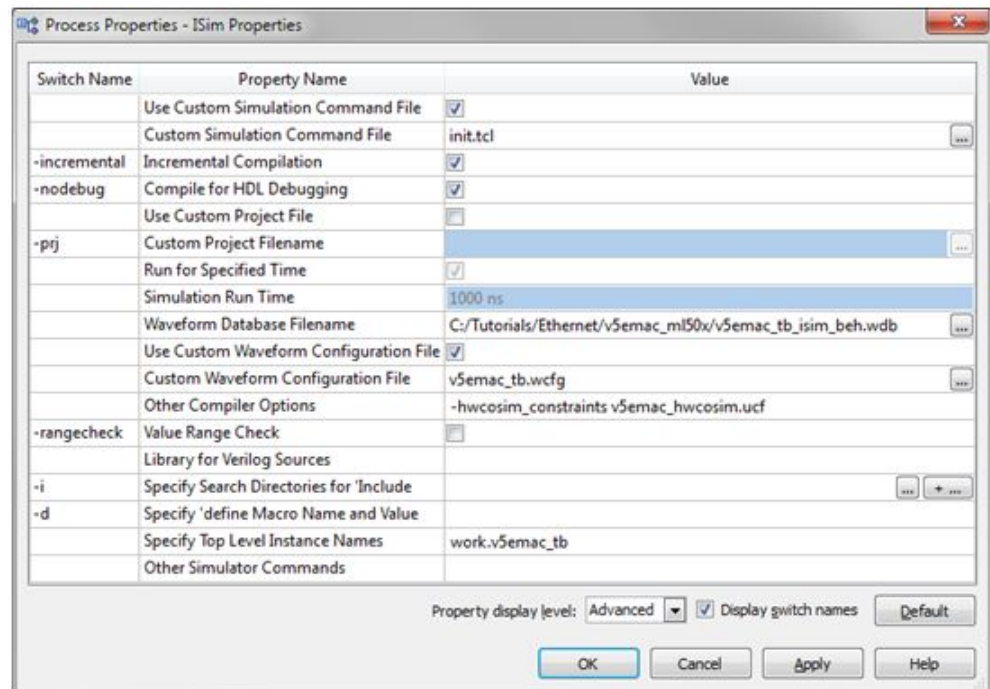 Process Properties - ISim Properties
Switch Name Property Name Value
Use Custom Simulation Command File
Custom Simulation Command File init.tcl ...
-incremental Incremental Compilation
-nodebug Compile for HDL Debugging
Use Custom Project File
-prj Custom Project Filename ...
Run for Specified Time
Simulation Run Time 1000 ns
Waveform Database Filename C:/Tutorials/Ethernet/v5emac_ml50x/v5emac_tb_isim_beh.wdb ...
Use Custom Waveform Configuration File
Custom Waveform Configuration File v5emac_tb.wcfg ...
Other Compiler Options -hwcosim_constraints v5emac_hwcosim.ucf
-rangecheck Value Range Check
Library for Verilog Sources
-i Specify Search Directories for 'Include ... + ...
-d Specify 'define Macro Name and Value
Specify Top Level Instance Names work.v5emac_tb
Other Simulator Commands
Property display level: Advanced Display switch names Default
OK Cancel Apply Help